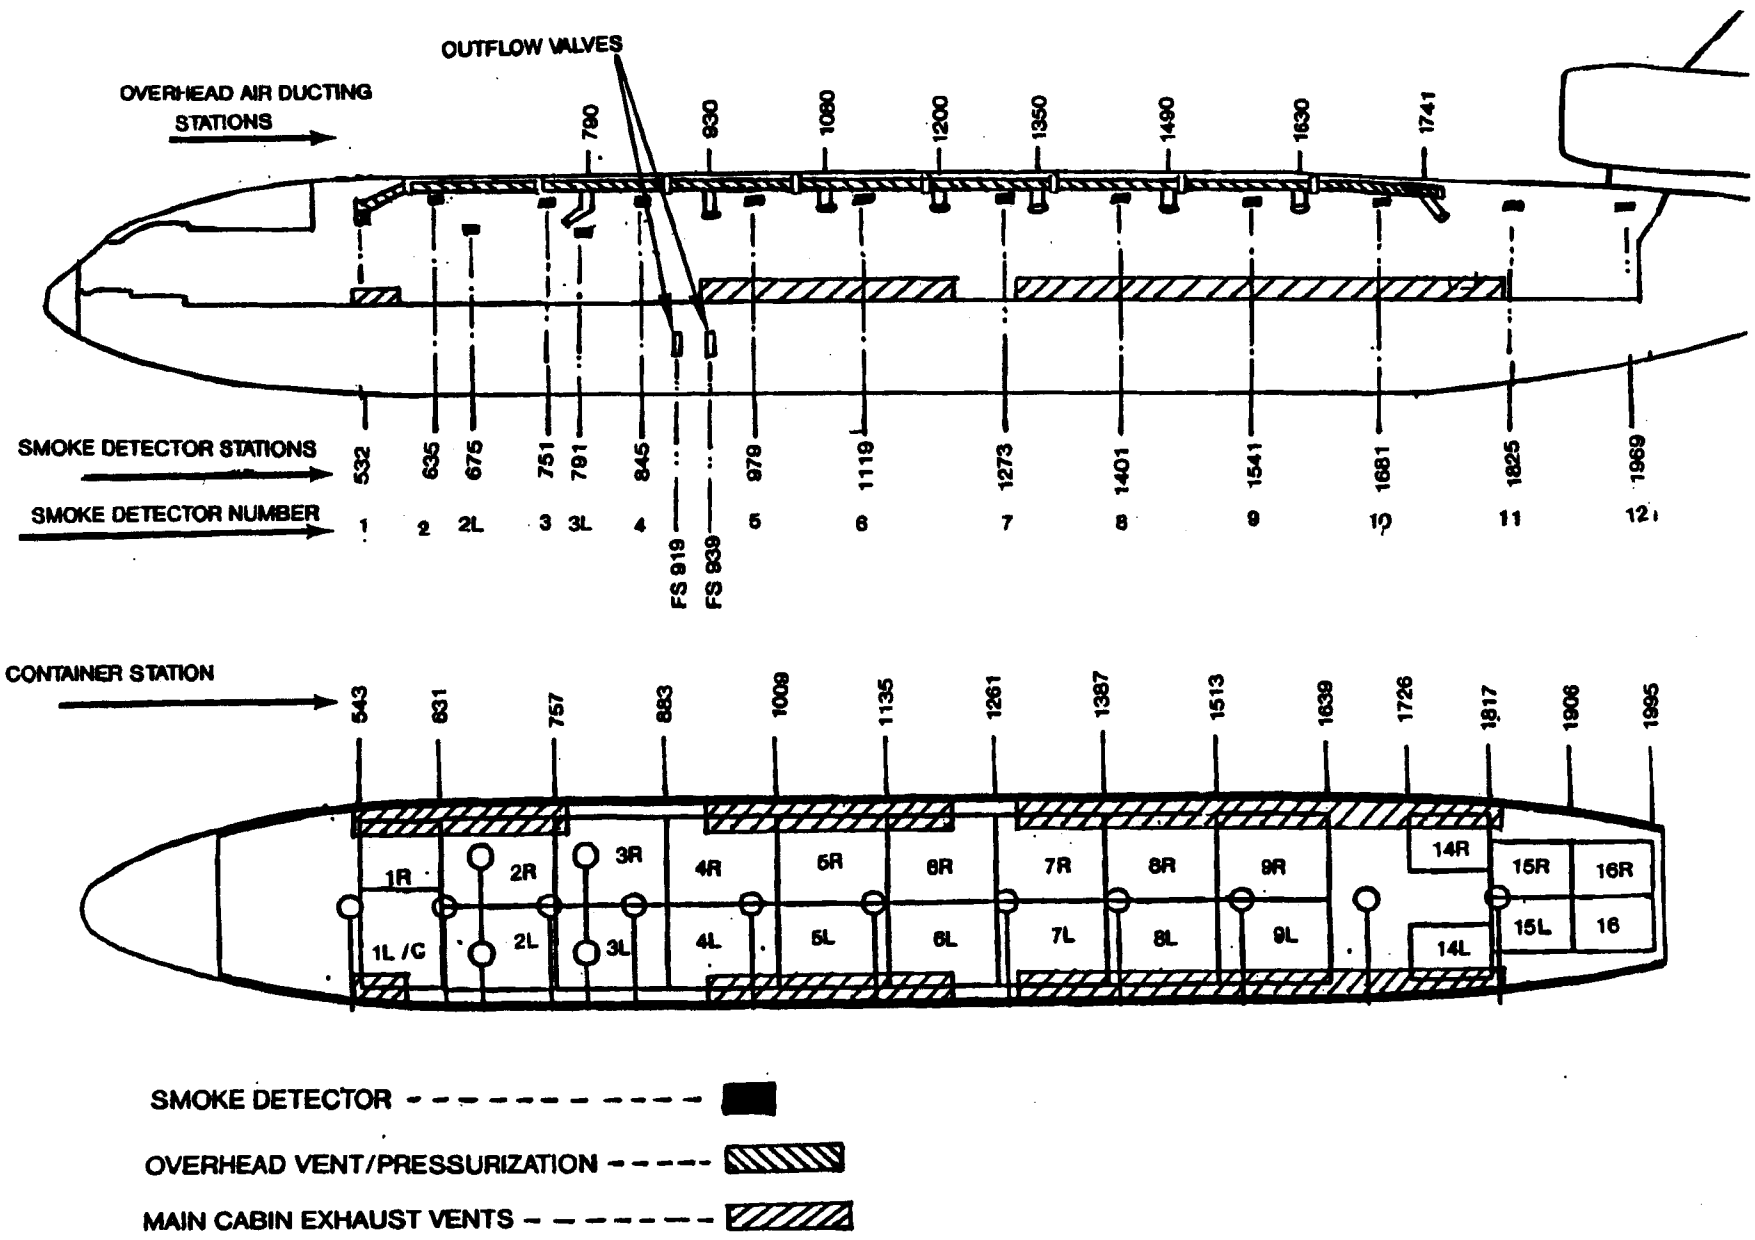 OUTFLOW VALVES
OVERHEAD AIR DUCTING
STATIONS
790 930 1080 1200 1350 1490 1630 1741
SMOKE DETECTOR STATIONS
532 635 675 751 791 845 979 1119 1273 1401 1541 1681 1825 1969
SMOKE DETECTOR NUMBER
1 2 2L 3 3L 4 5 6 7 8 9 10 11 12
FS 919 FS 939
CONTAINER STATION
543 631 757 883 1009 1135 1261 1387 1513 1639 1726 1817 1906 1995
1R 2R 3R 4R 5R 6R 7R 8R 9R 14R 15R 16R
1L /C 2L 3L 4L 5L 6L 7L 8L 9L 14L 15L 16
SMOKE DETECTOR
OVERHEAD VENT/PRESSURIZATION
MAIN CABIN EXHAUST VENTS